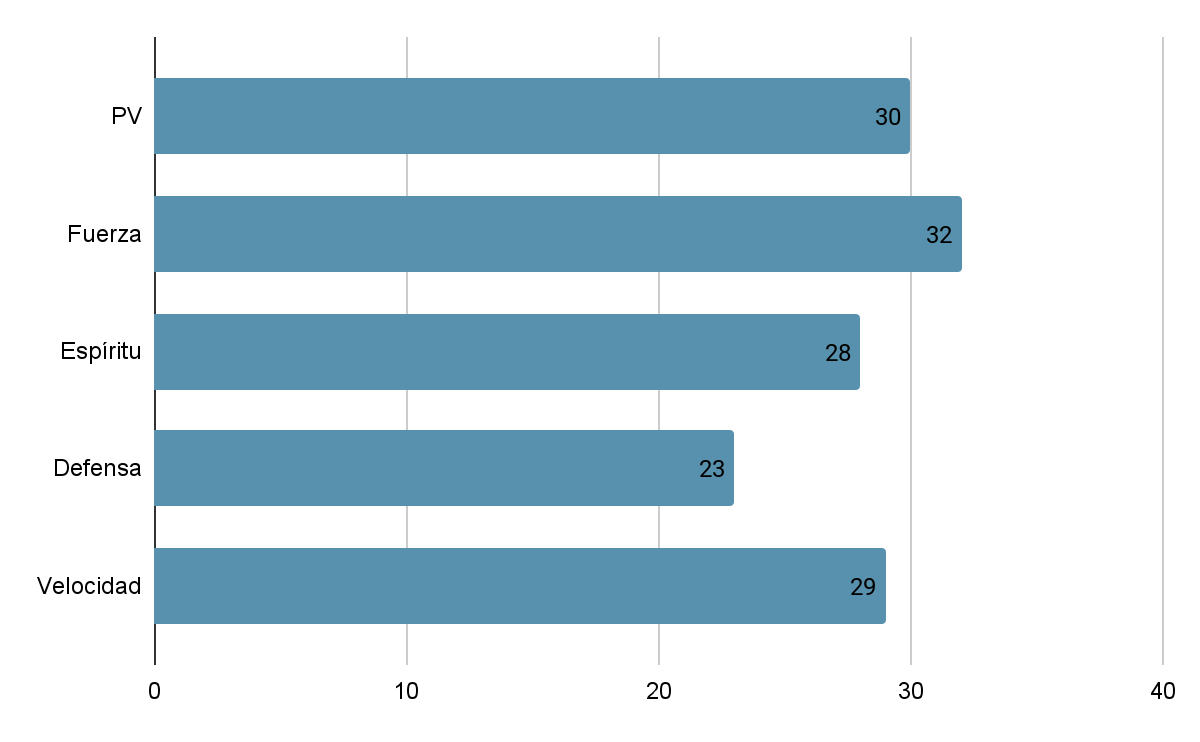 PV
30
Fuerza
32
Espíritu
28
Defensa
23
Velocidad
29
0 10 20 30 40